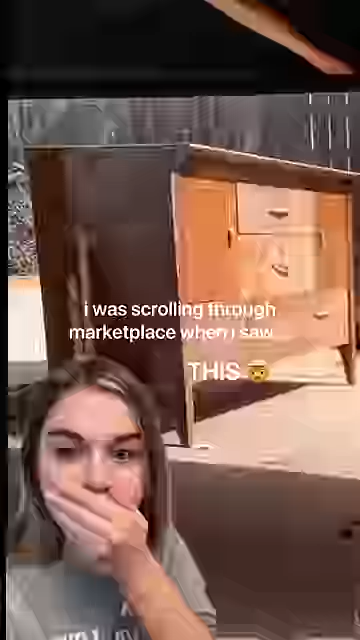 i was scrolling through
marketplace when i saw
THIS 🤯